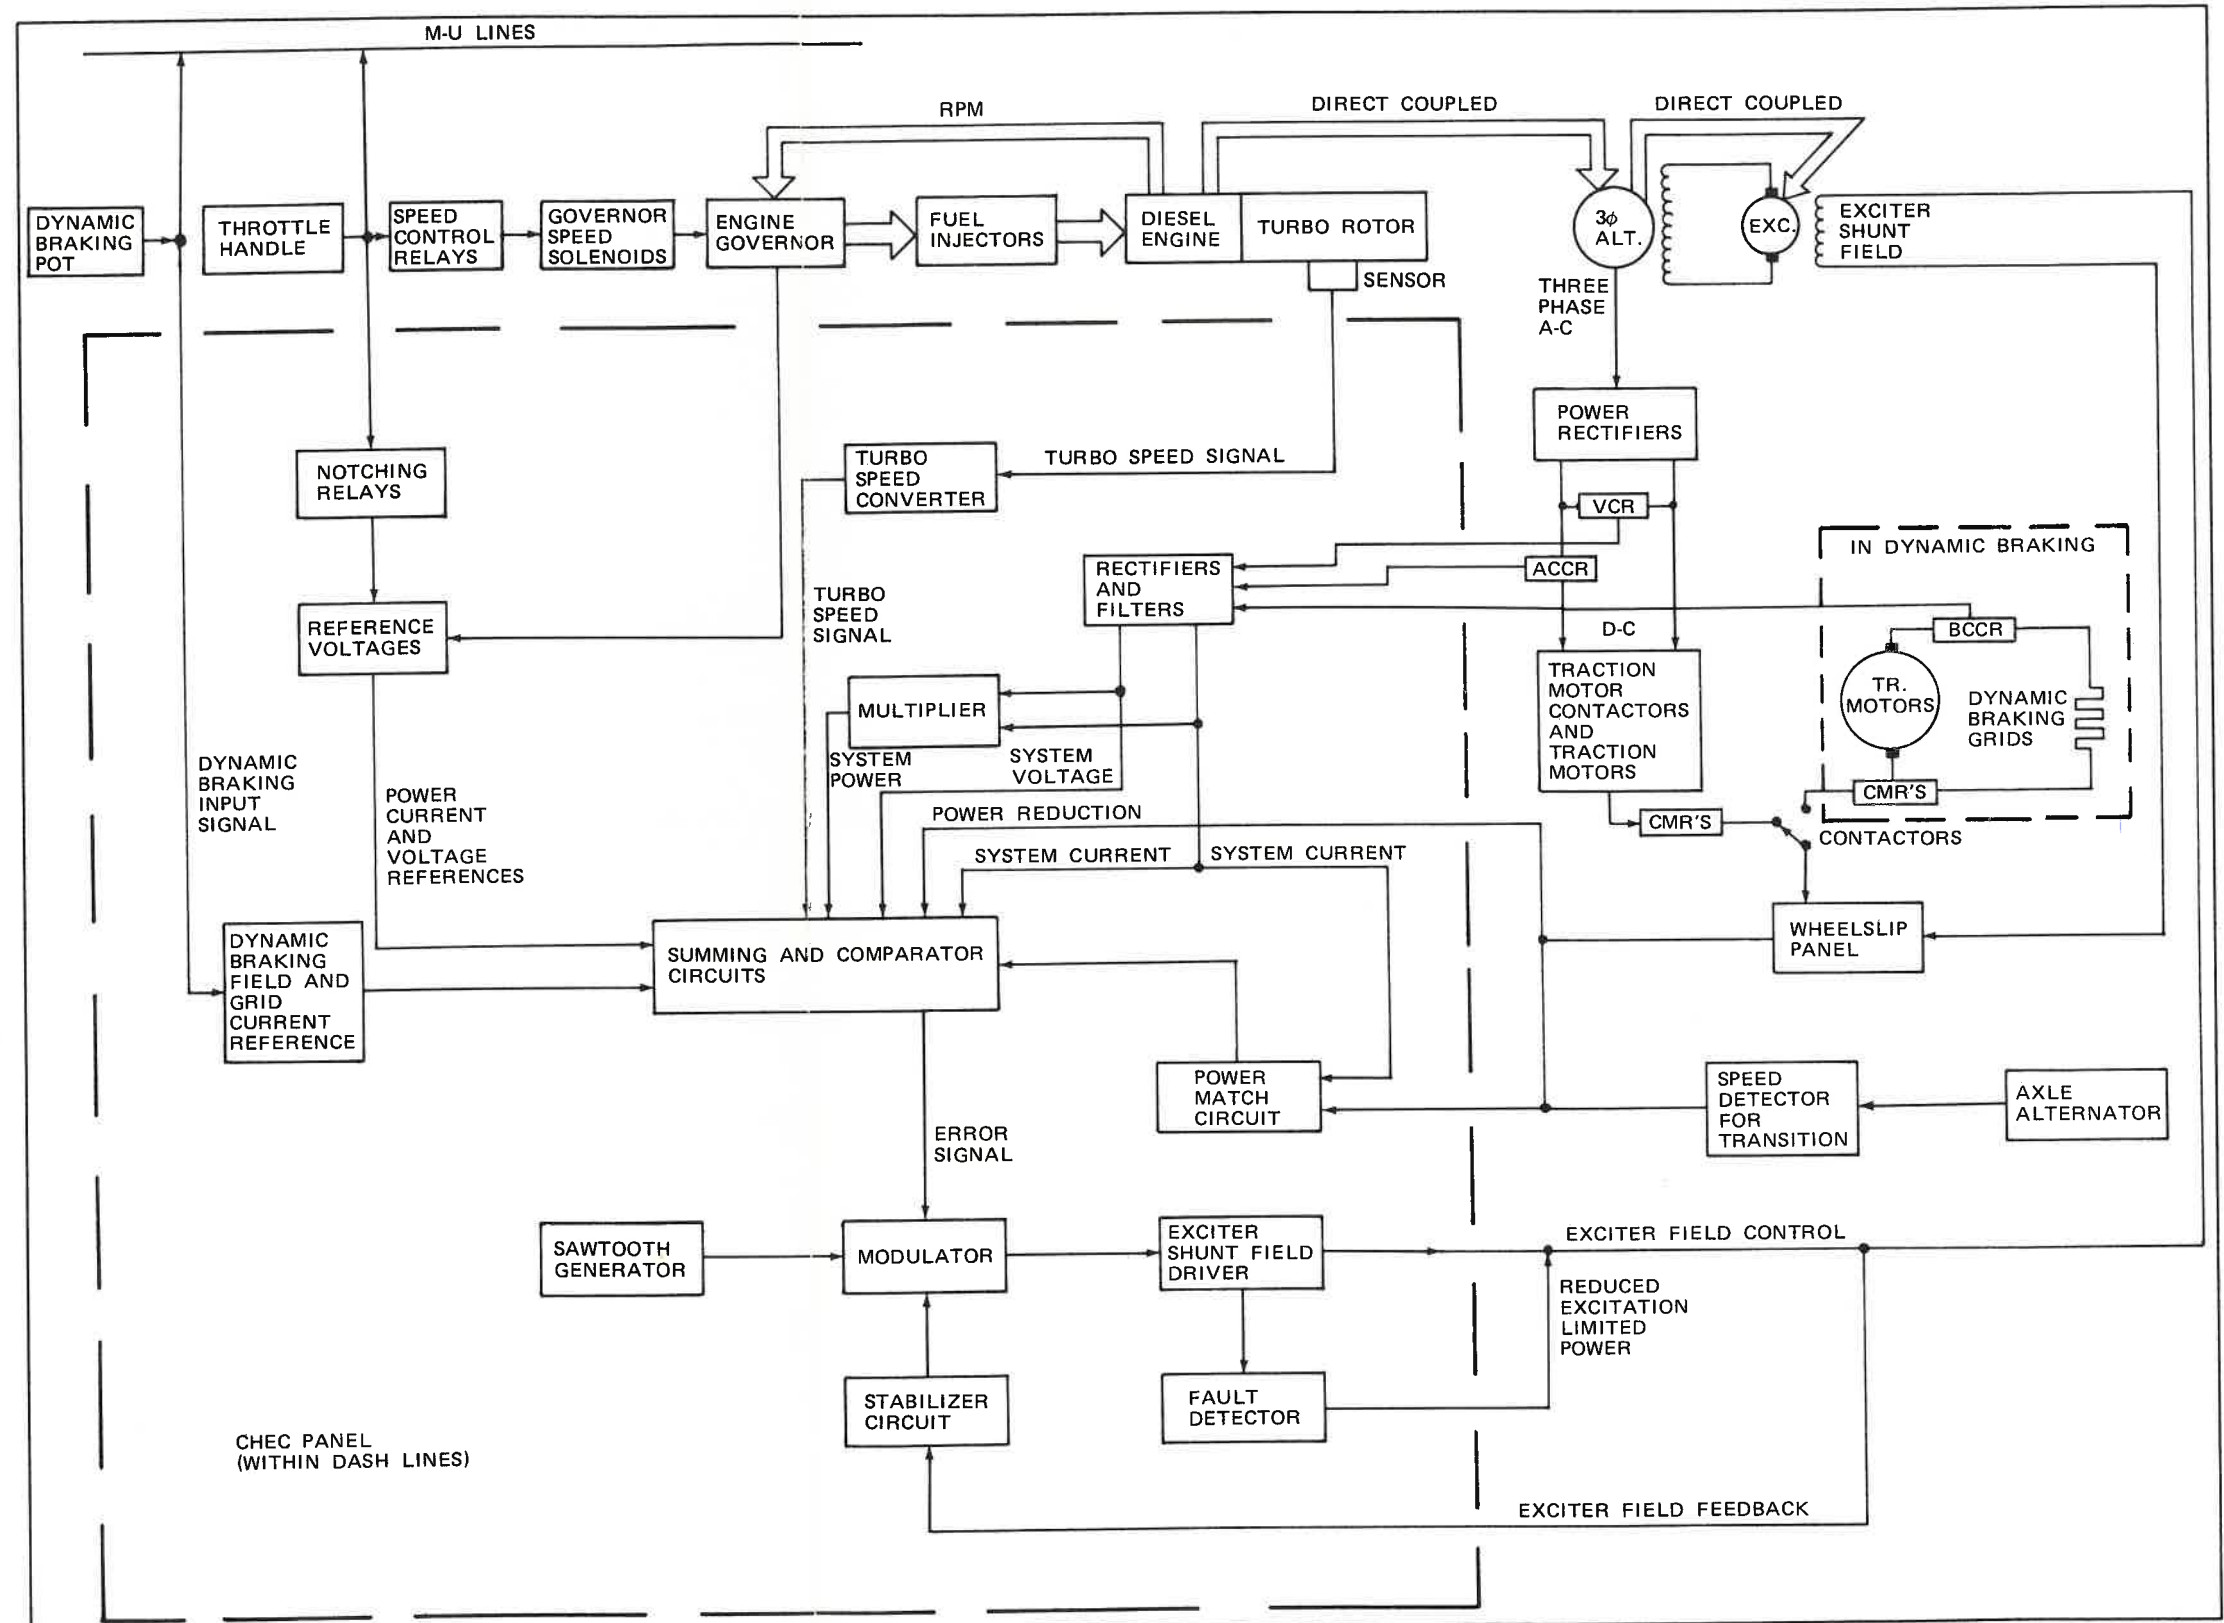 M-U LINES
RPM
DIRECT COUPLED
DIRECT COUPLED
DYNAMIC
BRAKING
POT
THROTTLE
HANDLE
SPEED
CONTROL
RELAYS
GOVERNOR
SPEED
SOLENOIDS
ENGINE
GOVERNOR
FUEL
INJECTORS
DIESEL
ENGINE
TURBO ROTOR
SENSOR
3ϕ
ALT.
EXC.
EXCITER
SHUNT
FIELD
THREE
PHASE
A-C
POWER
RECTIFIERS
NOTCHING
RELAYS
TURBO
SPEED
CONVERTER
TURBO SPEED SIGNAL
VCR
ACCR
RECTIFIERS
AND
FILTERS
IN DYNAMIC BRAKING
BCCR
TR.
MOTORS
DYNAMIC
BRAKING
GRIDS
CMR'S
REFERENCE
VOLTAGES
TURBO
SPEED
SIGNAL
D-C
TRACTION
MOTOR
CONTACTORS
AND
TRACTION
MOTORS
MULTIPLIER
SYSTEM
POWER
SYSTEM
VOLTAGE
DYNAMIC
BRAKING
INPUT
SIGNAL
POWER
CURRENT
AND
VOLTAGE
REFERENCES
POWER REDUCTION
CMR'S
CONTACTORS
SYSTEM CURRENT
SYSTEM CURRENT
DYNAMIC
BRAKING
FIELD AND
GRID
CURRENT
REFERENCE
SUMMING AND COMPARATOR
CIRCUITS
WHEELSLIP
PANEL
POWER
MATCH
CIRCUIT
SPEED
DETECTOR
FOR
TRANSITION
AXLE
ALTERNATOR
ERROR
SIGNAL
SAWTOOTH
GENERATOR
MODULATOR
EXCITER
SHUNT FIELD
DRIVER
EXCITER FIELD CONTROL
REDUCED
EXCITATION
LIMITED
POWER
STABILIZER
CIRCUIT
FAULT
DETECTOR
CHEC PANEL
(WITHIN DASH LINES)
EXCITER FIELD FEEDBACK